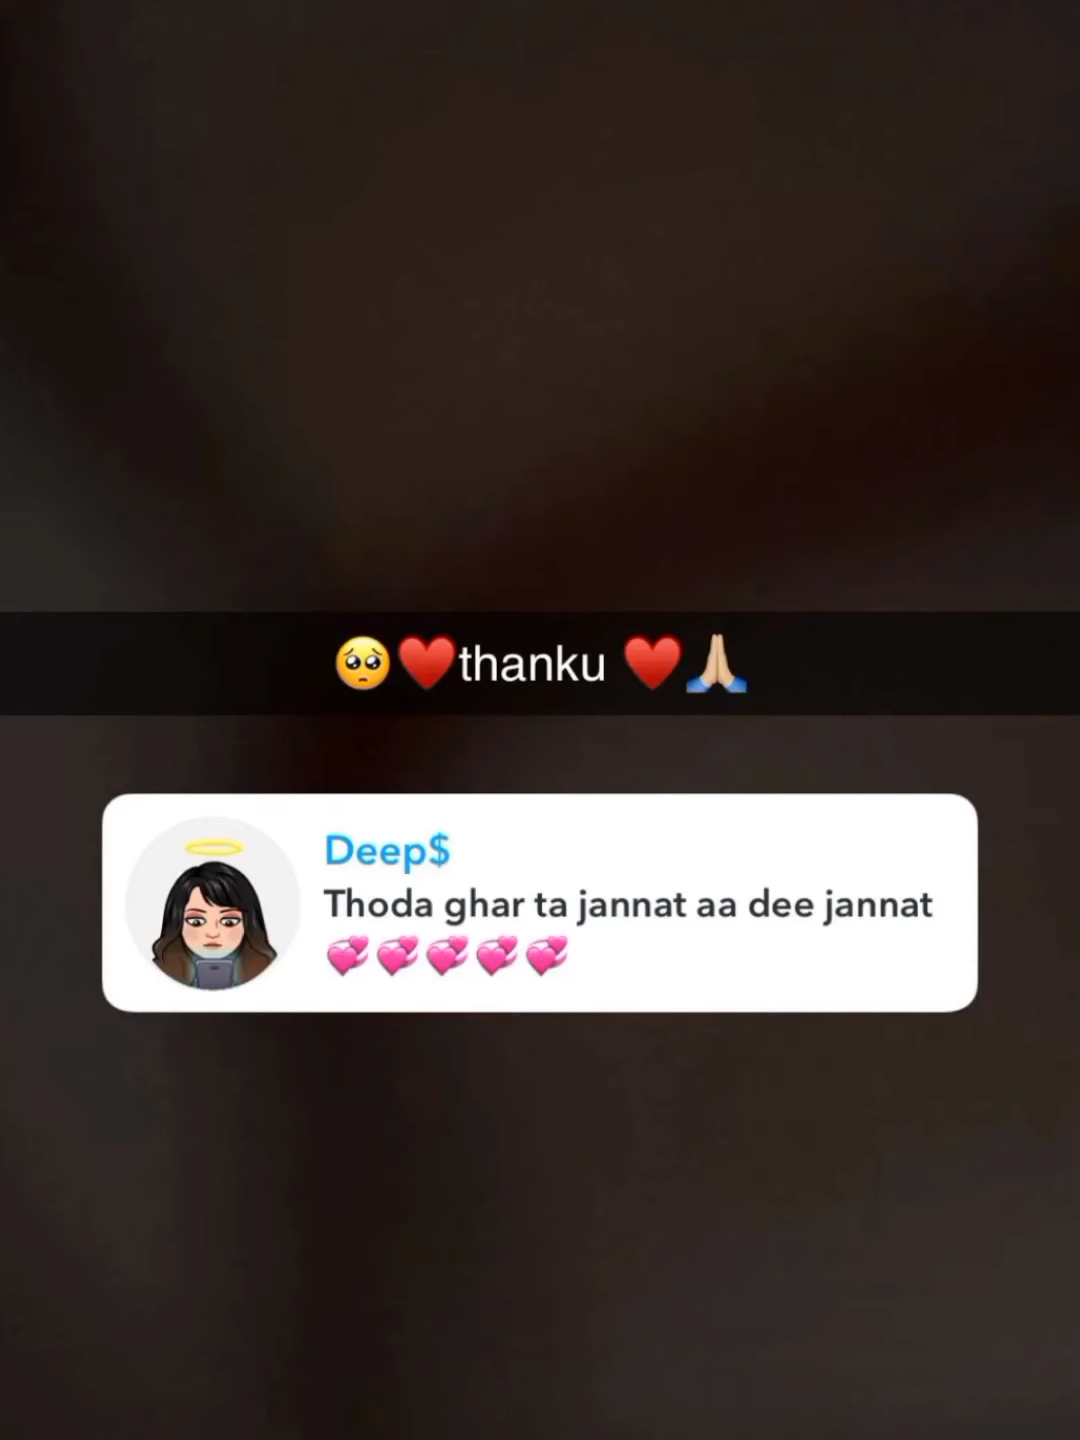 🥺❤️thanku ❤️🙏🏼
Deep$
Thoda ghar ta jannat aa dee jannat
💞💞💞💞💞